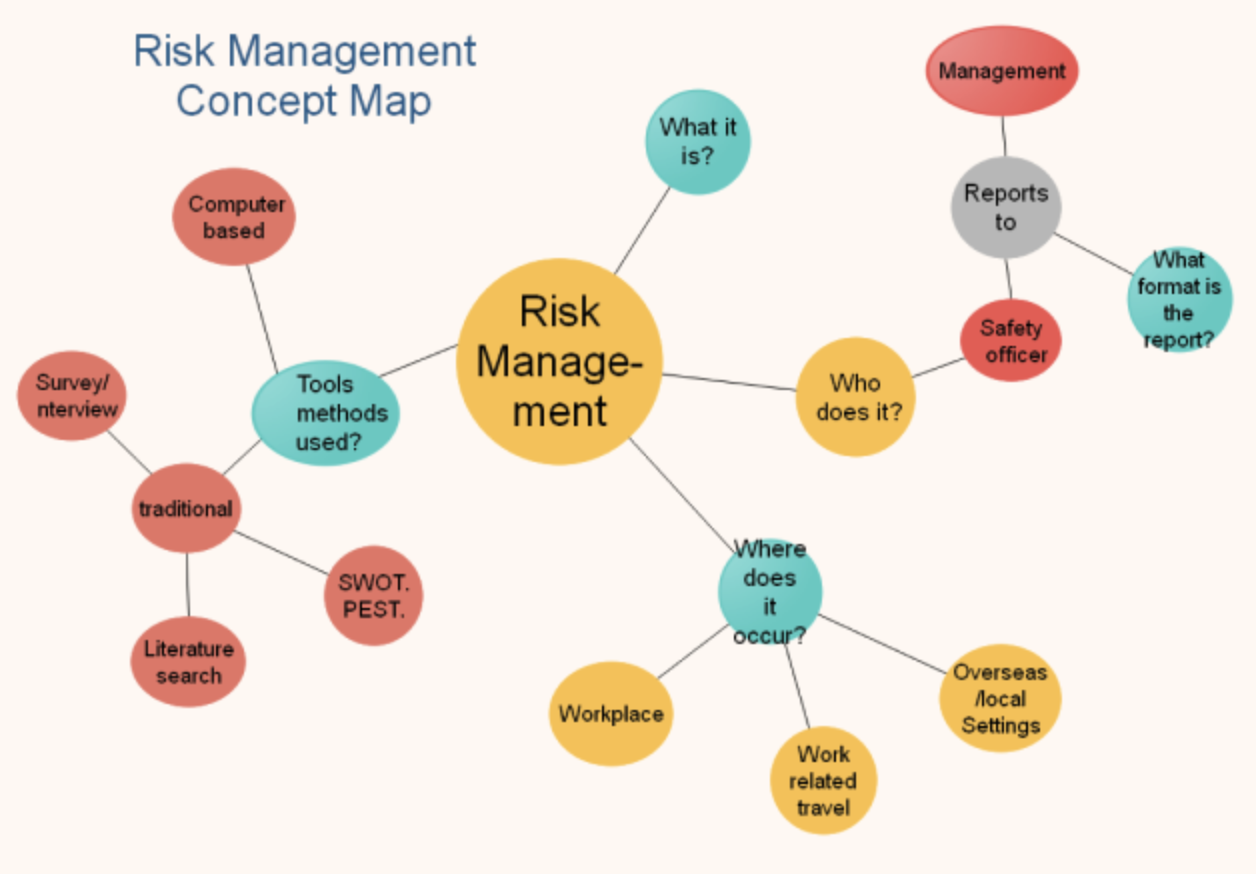 Risk Management
Concept Map
Management
What it
is?
Reports
to
Computer
based
What
format is
the
report?
Risk
Manage-
ment
Safety
officer
Who
does it?
Survey/
nterview
Tools
methods
used?
traditional
SWOT.
PEST.
Where
does
it
occur?
Literature
search
Overseas
/local
Settings
Workplace
Work
related
travel